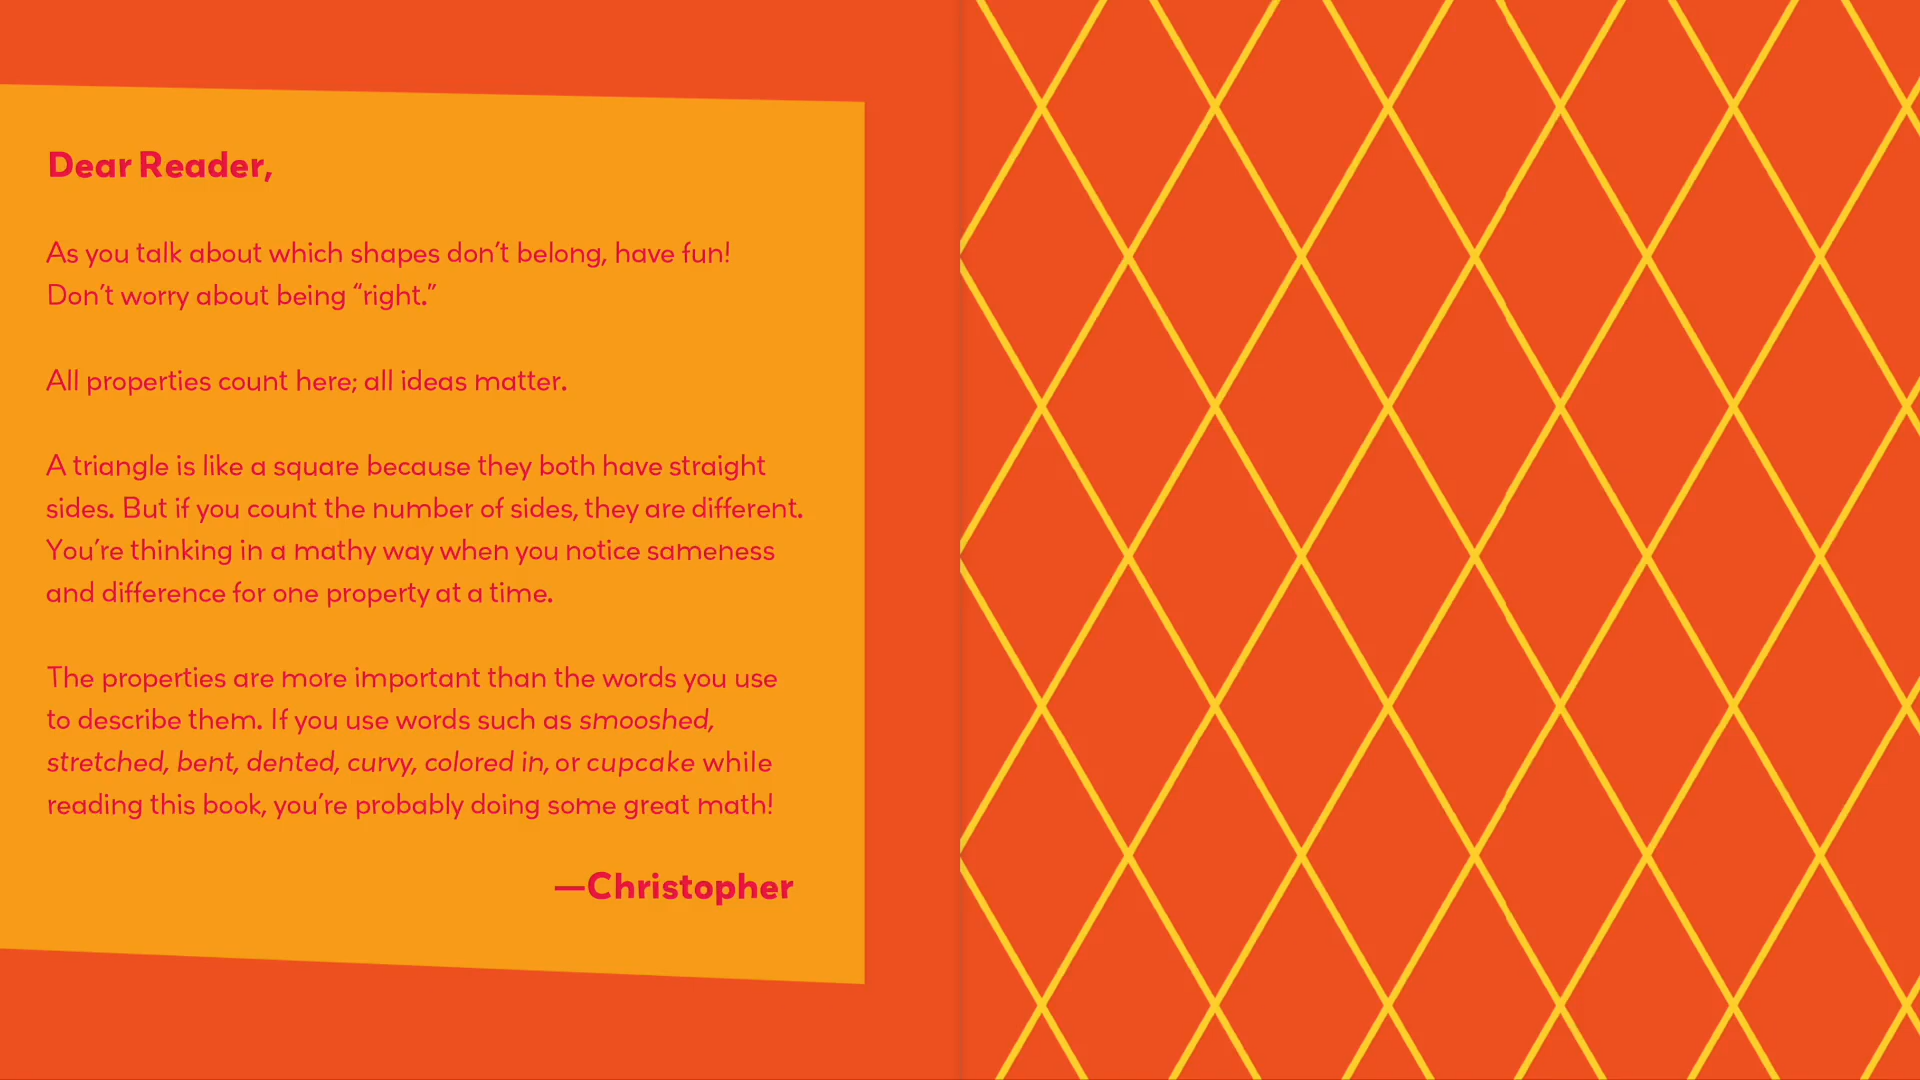 Dear Reader,
As you talk about which shapes don’t belong, have fun!
Don’t worry about being “right.”
All properties count here; all ideas matter.
A triangle is like a square because they both have straight
sides. But if you count the number of sides, they are different.
You’re thinking in a mathy way when you notice sameness
and difference for one property at a time.
The properties are more important than the words you use
to describe them. If you use words such as smooshed,
stretched, bent, dented, curvy, colored in, or cupcake while
reading this book, you’re probably doing some great math!
—Christopher